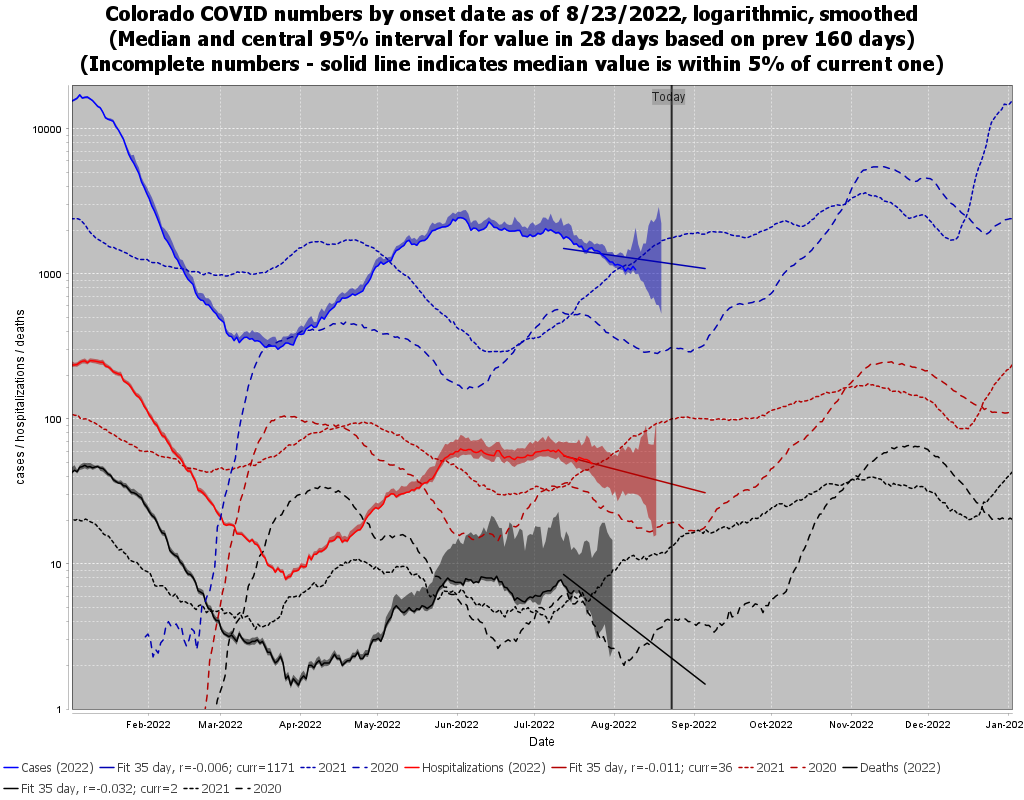 Colorado COVID numbers by onset date as of 8/23/2022, logarithmic, smoothed
(Median and central 95% interval for value in 28 days based on prev 160 days)
(Incomplete numbers - solid line indicates median value is within 5% of current one)
Today
10000
1000
100
10
1
cases / hospitalizations / deaths
Feb-2022 Mar-2022 Apr-2022 May-2022 Jun-2022 Jul-2022 Aug-2022 Sep-2022 Oct-2022 Nov-2022 Dec-2022 Jan-202
Date
Cases (2022) Fit 35 day, r=-0.006; curr=1171 2021 2020 Hospitalizations (2022) Fit 35 day, r=-0.011; curr=36 2021 2020 Deaths (2022)
Fit 35 day, r=-0.032; curr=2 2021 2020